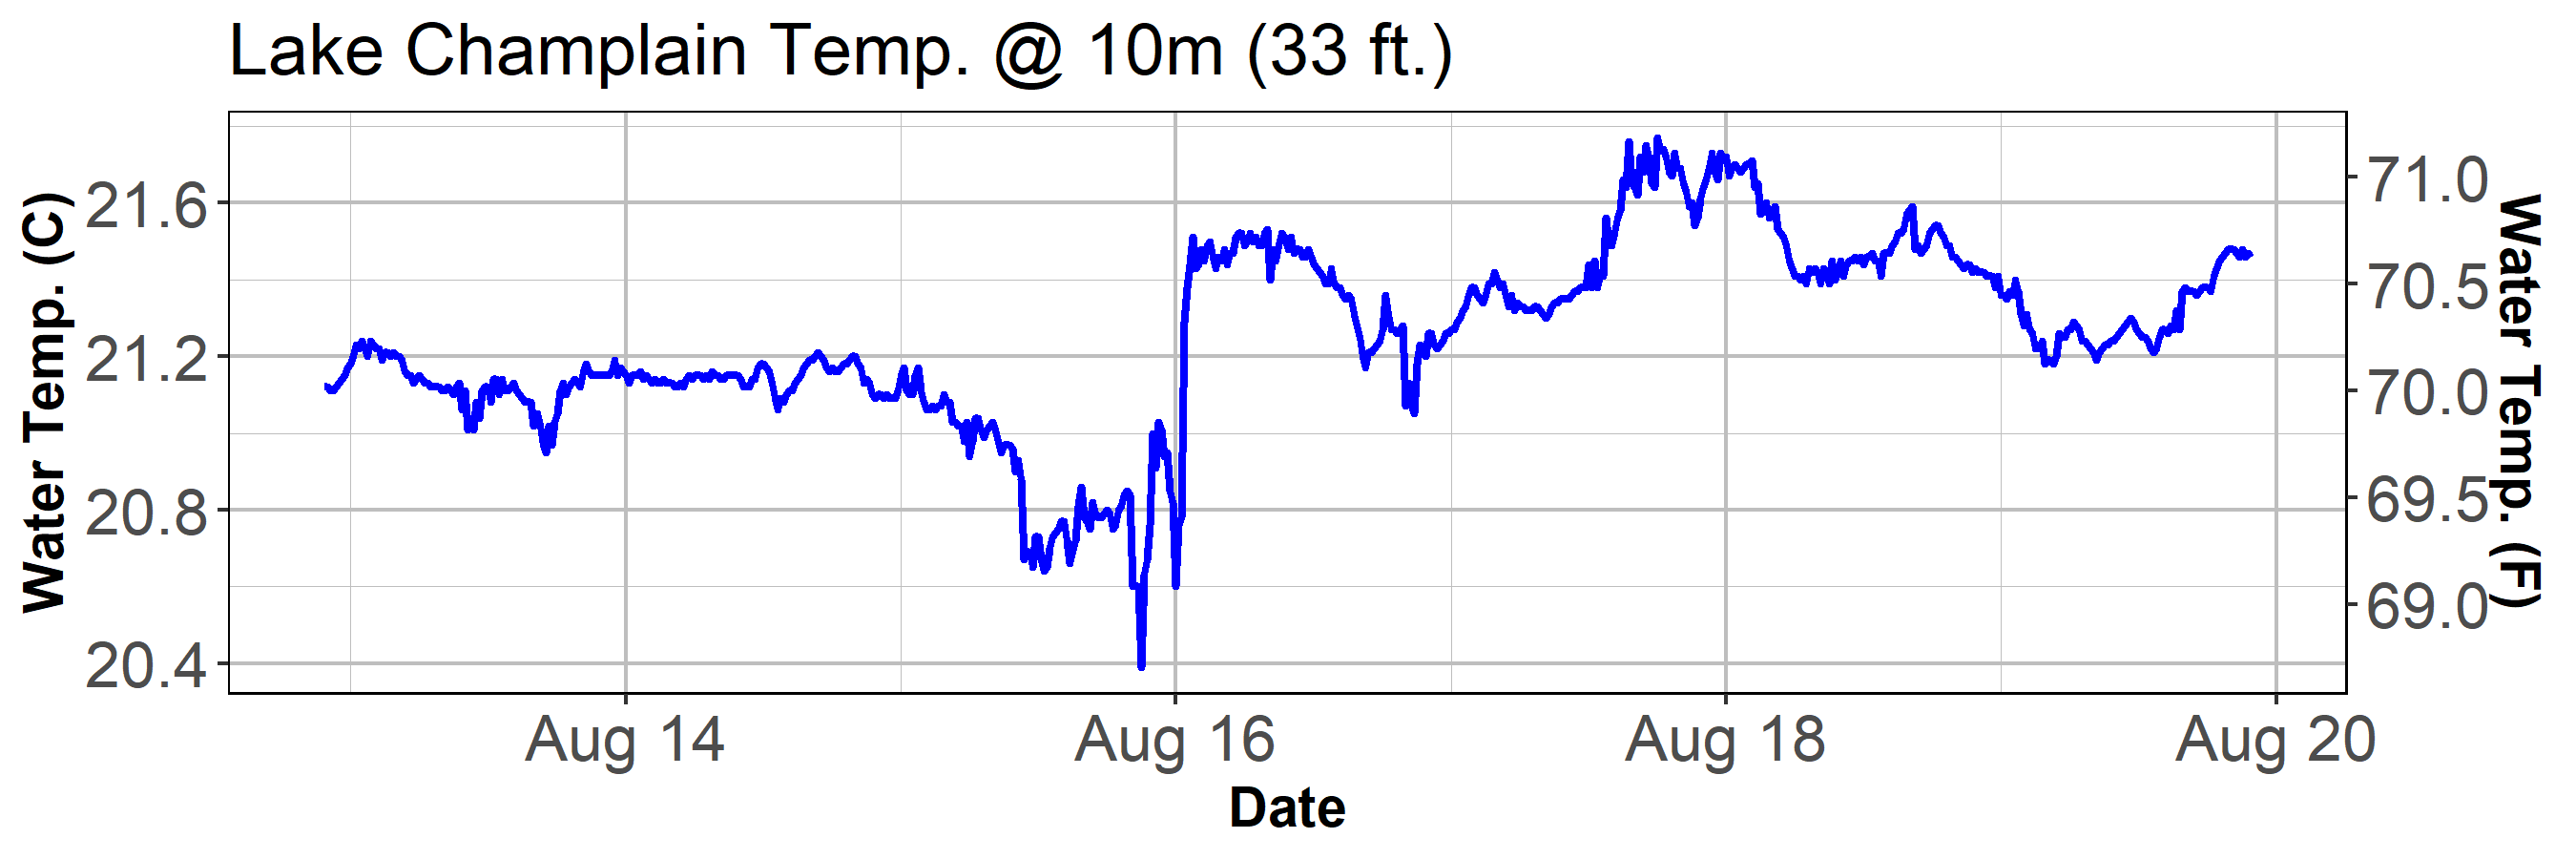 Lake Champlain Temp. @ 10m (33 ft.)
Water Temp. (C)
21.6
21.2
20.8
20.4
71.0
70.5
70.0
69.5
69.0
Water Temp. (F)
Aug 14 Aug 16 Aug 18 Aug 20
Date